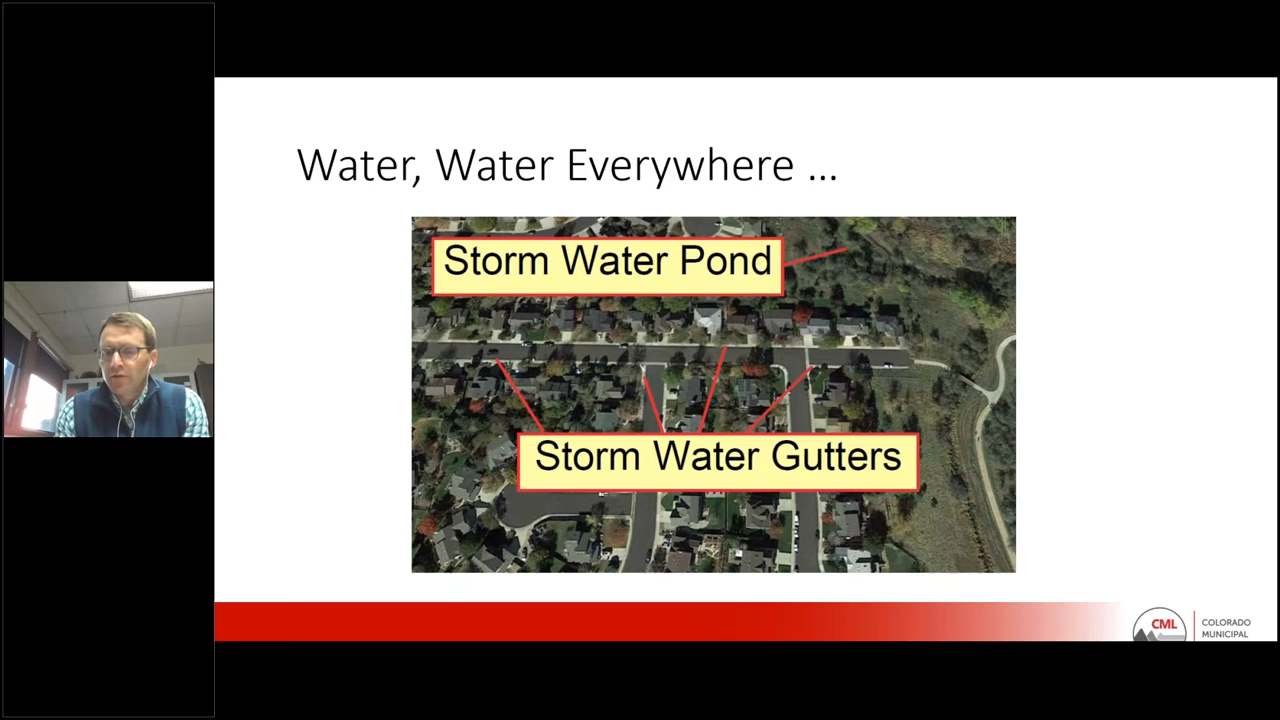 Water, Water Everywhere ...
Storm Water Pond
Storm Water Gutters
CML
COLORADO
MUNICIPAL